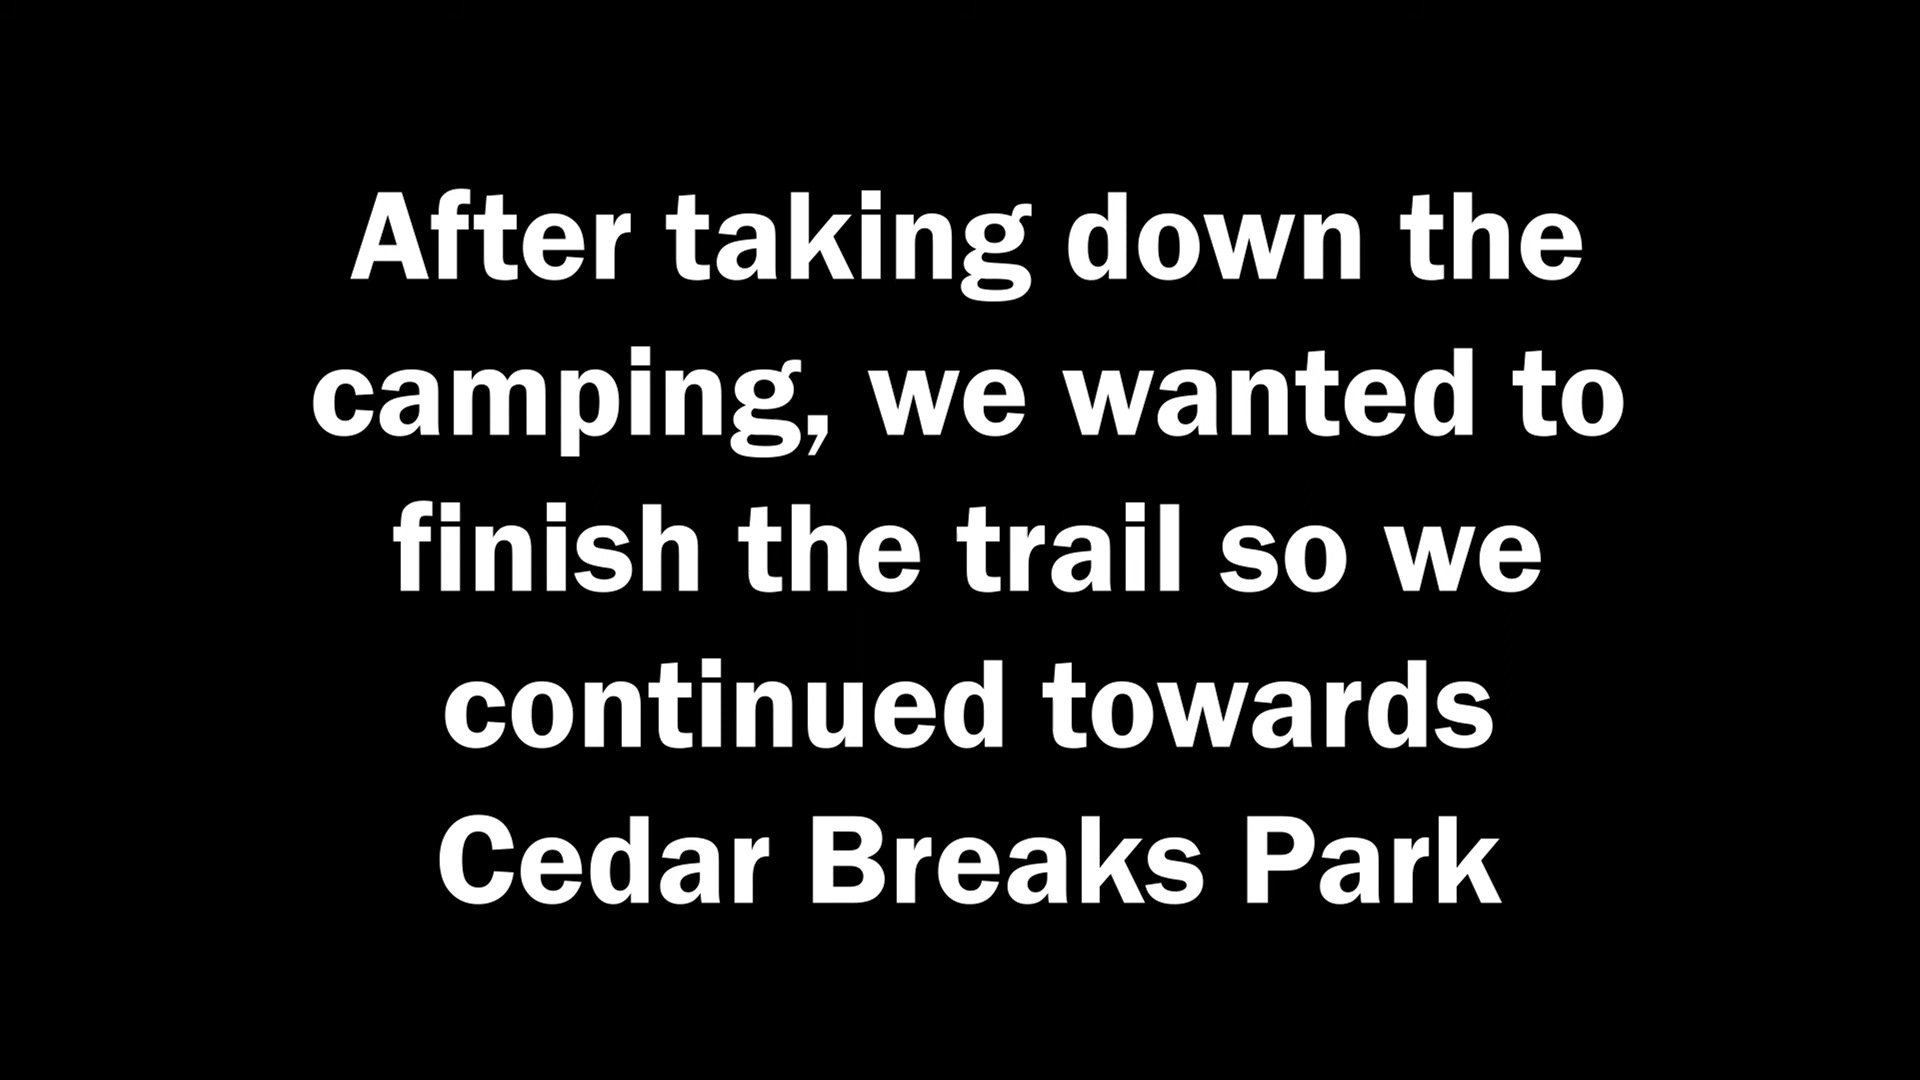 After taking down the
camping, we wanted to
finish the trail so we
continued towards
Cedar Breaks Park